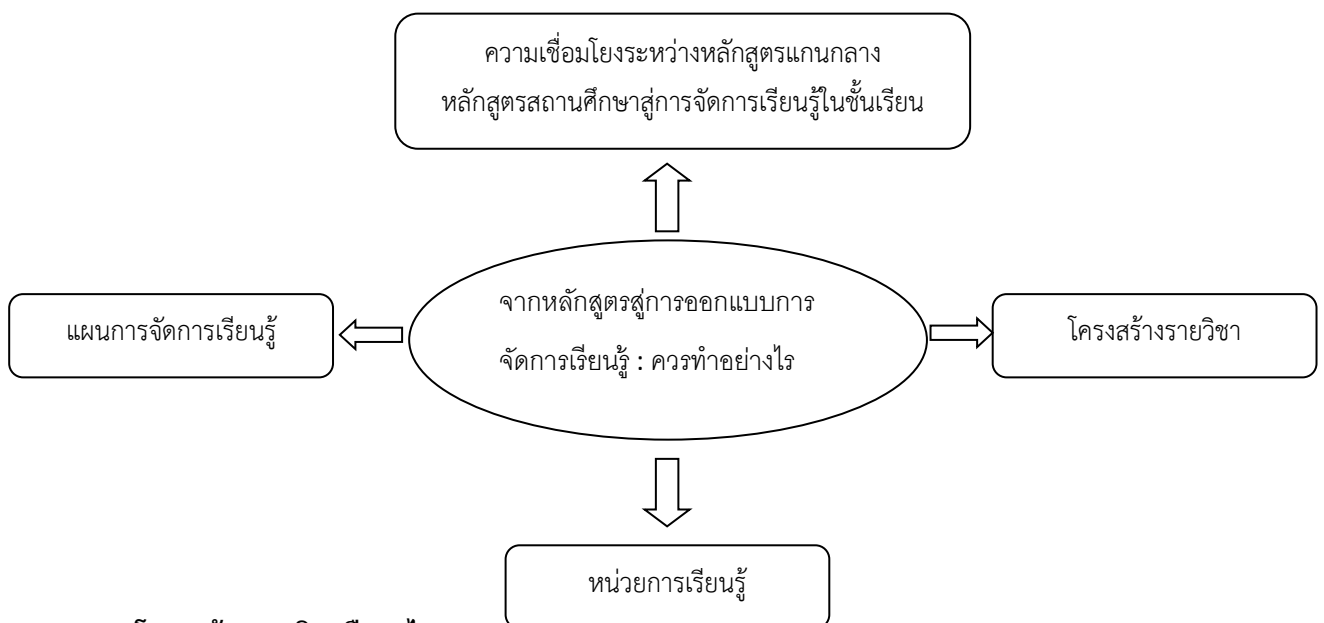 ความเชื่อมโยงระหว่างหลักสูตรแกนกลาง
หลักสูตรสถานศึกษาสู่การจัดการเรียนรู้ในชั้นเรียน
จากหลักสูตรสู่การออกแบบการ
จัดการเรียนรู้ : ควรทำอย่างไร
แผนการจัดการเรียนรู้
โครงสร้างรายวิชา
หน่วยการเรียนรู้